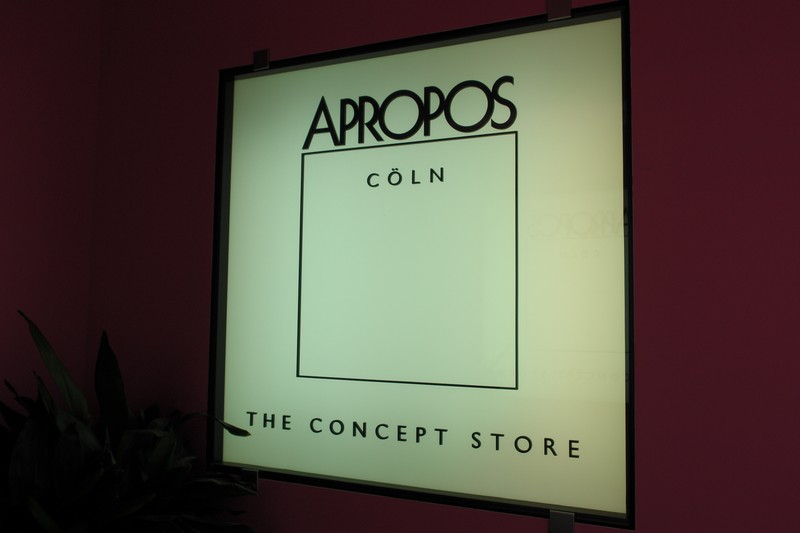 APROPOS
CÖLN
THE CONCEPT STORE